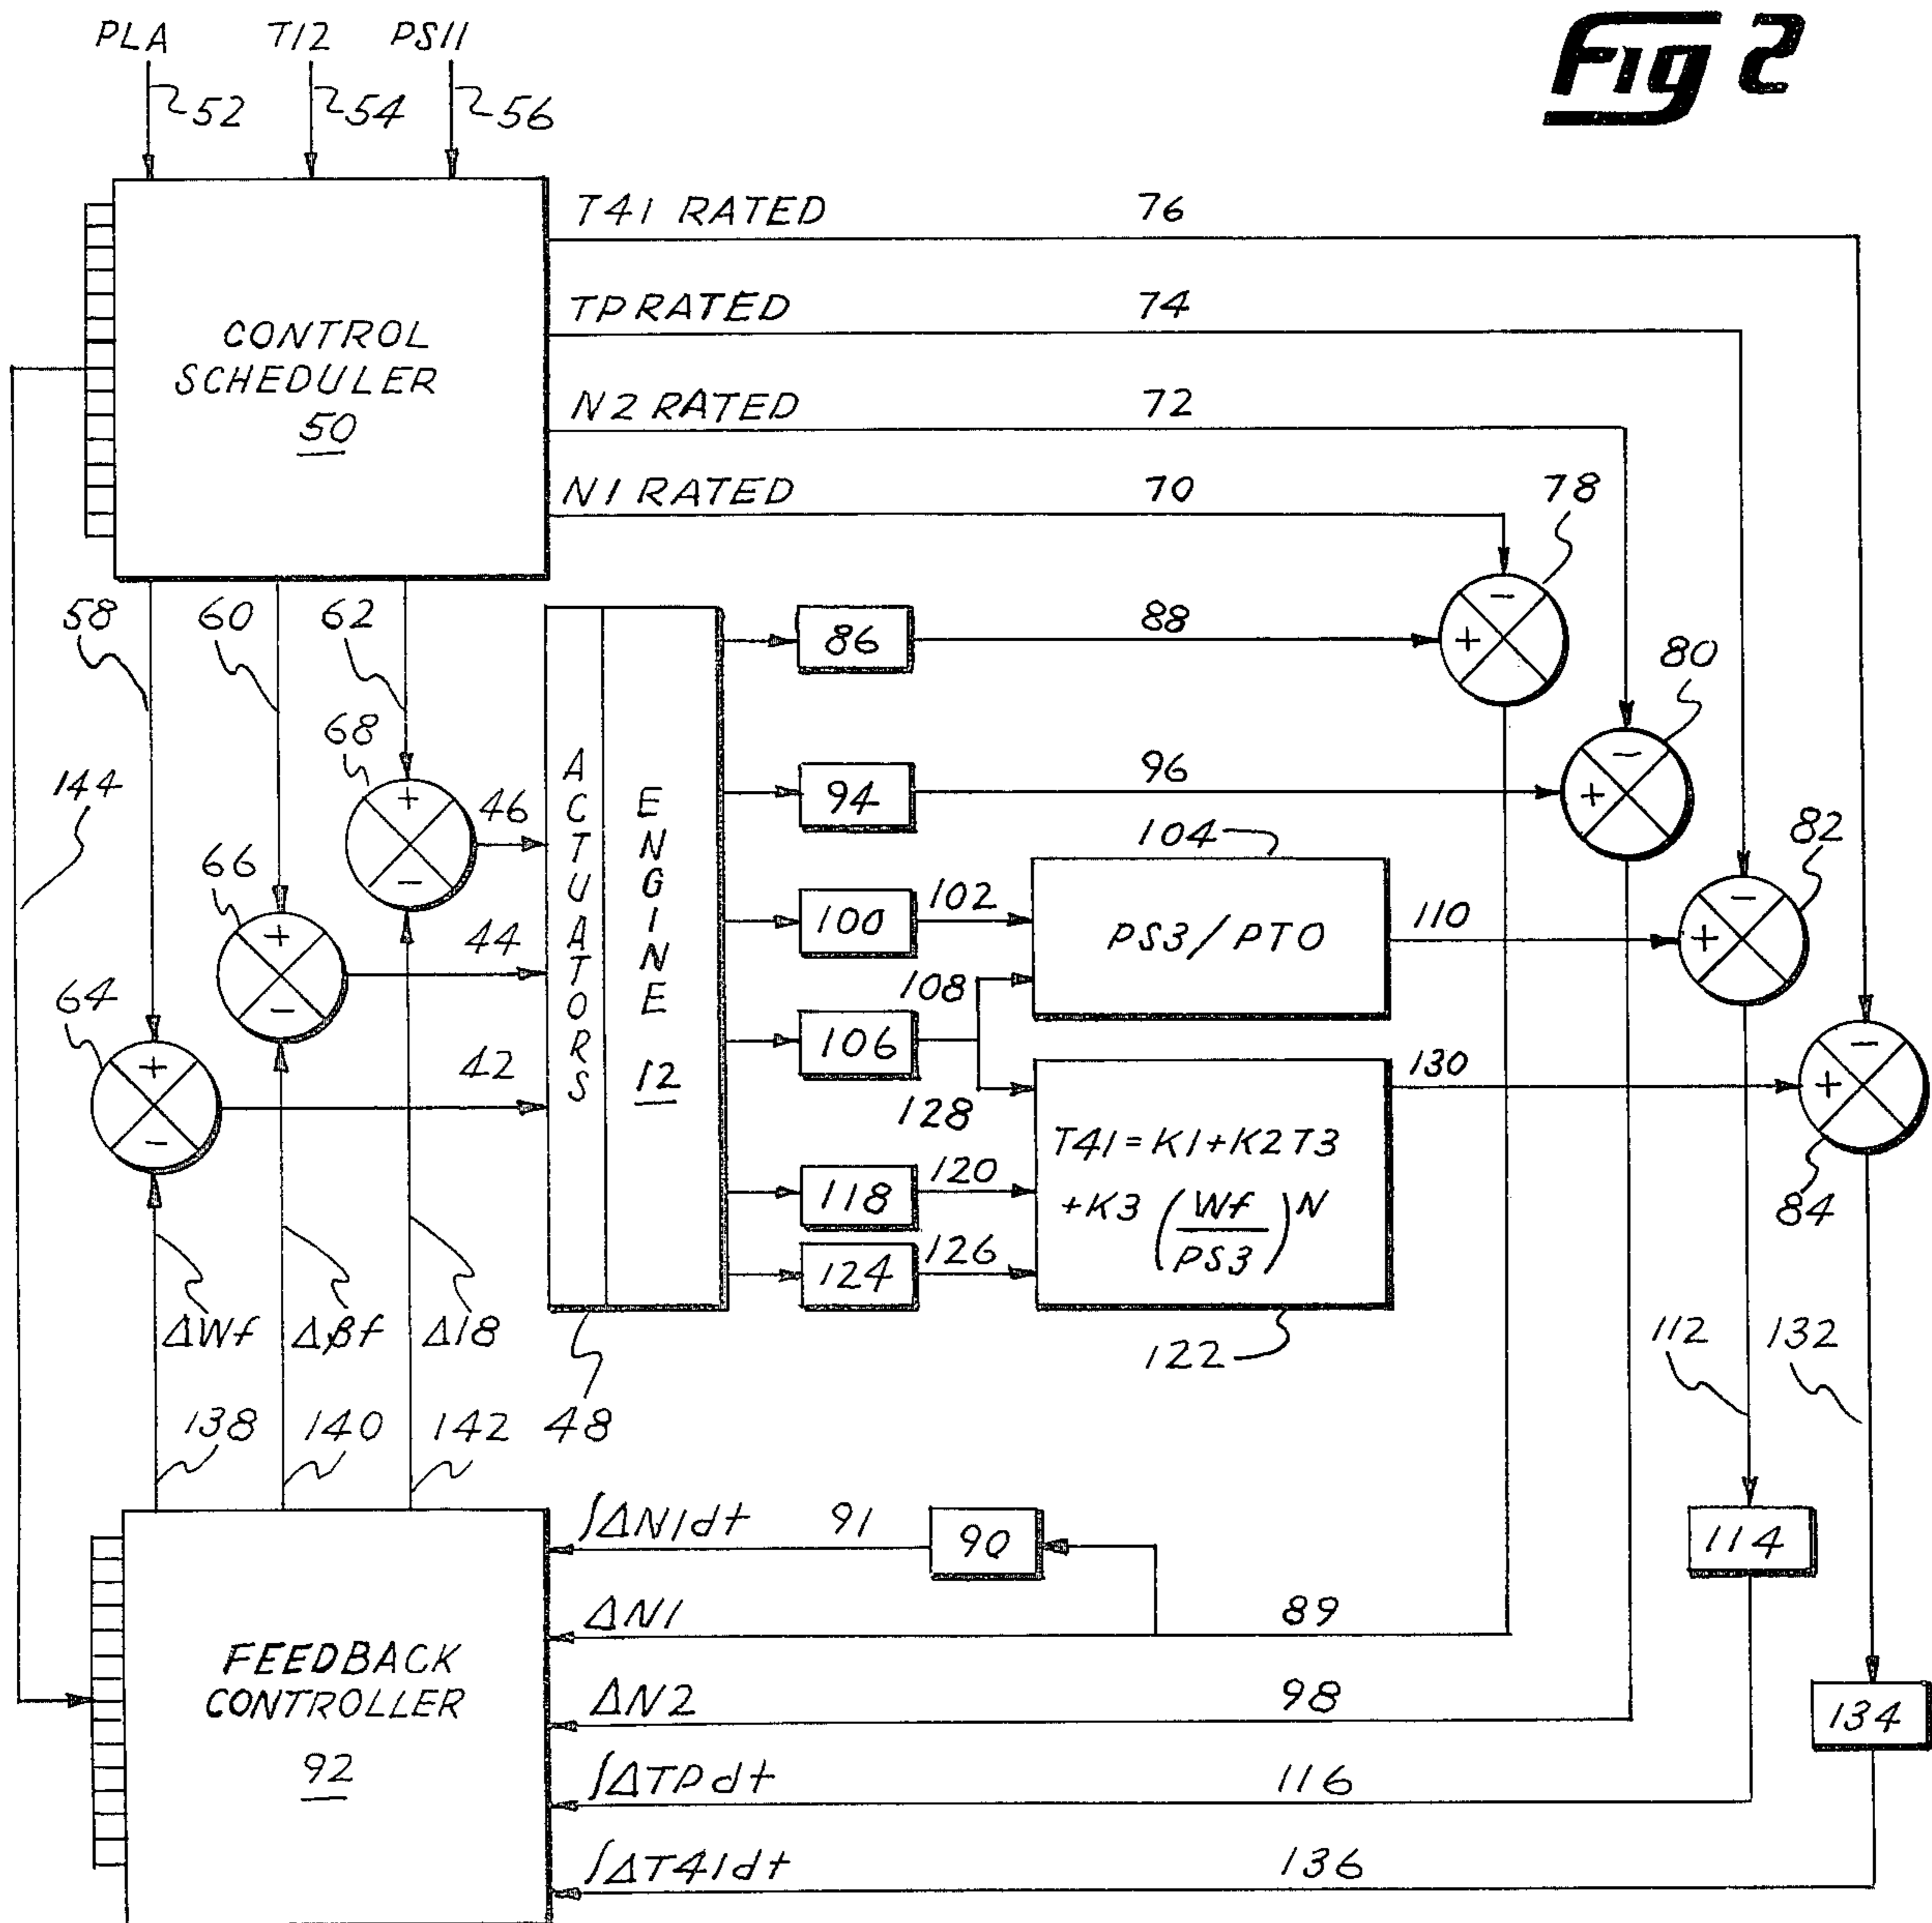 Fig 2
PLA T12 PS11
52 54 56
T41 RATED 76
TP RATED 74
CONTROL
SCHEDULER
50
N2 RATED 72
N1 RATED 70
78
58 60 62
86 88
- +
80
68
144
46
94 96
- +
+ -
A
C
T
U
A
T
O
R
S
E
N
G
I
N
E
12
104
82
66
44
100 102
PS3/PTO
110
- +
+ -
108
64
42
106
128
130
- +
+ -
T41=K1+K2T3
+K3 (Wf/PS3)N
118 120
84
124 126
ΔWf Δβf Δ18
122
112 132
138 140 142 48
∫ΔN1dt 91 90
114
ΔN1 89
FEEDBACK
CONTROLLER
92
ΔN2 98
134
∫ΔTPdt 116
∫ΔT41dt 136